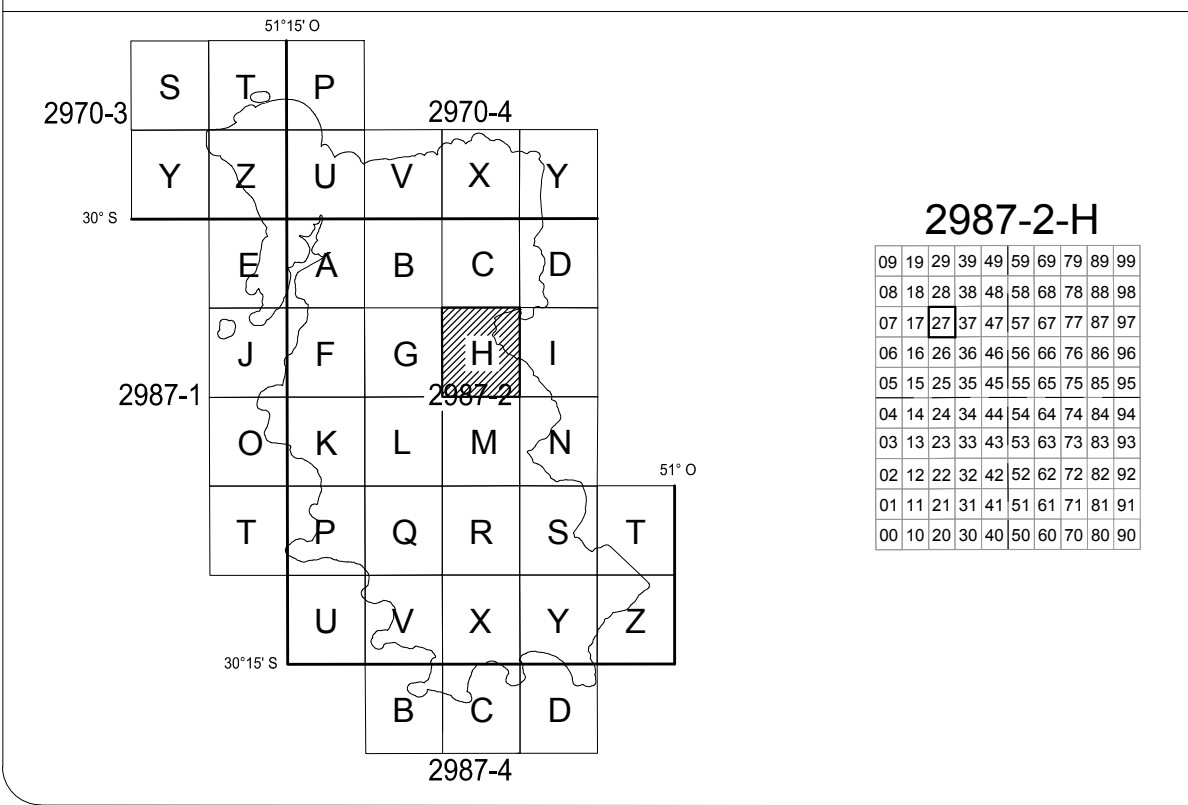 51°15' O
S T P
2970-3 2970-4
Y Z U V X Y
30° S
E A B C D
J F G H I
2987-1 2987-2
O K L M N
51° O
T P Q R S T
U V X Y Z
30°15' S
B C D
2987-4
2987-2-H
09 19 29 39 49 59 69 79 89 99
08 18 28 38 48 58 68 78 88 98
07 17 27 37 47 57 67 77 87 97
06 16 26 36 46 56 66 76 86 96
05 15 25 35 45 55 65 75 85 95
04 14 24 34 44 54 64 74 84 94
03 13 23 33 43 53 63 73 83 93
02 12 22 32 42 52 62 72 82 92
01 11 21 31 41 51 61 71 81 91
00 10 20 30 40 50 60 70 80 90